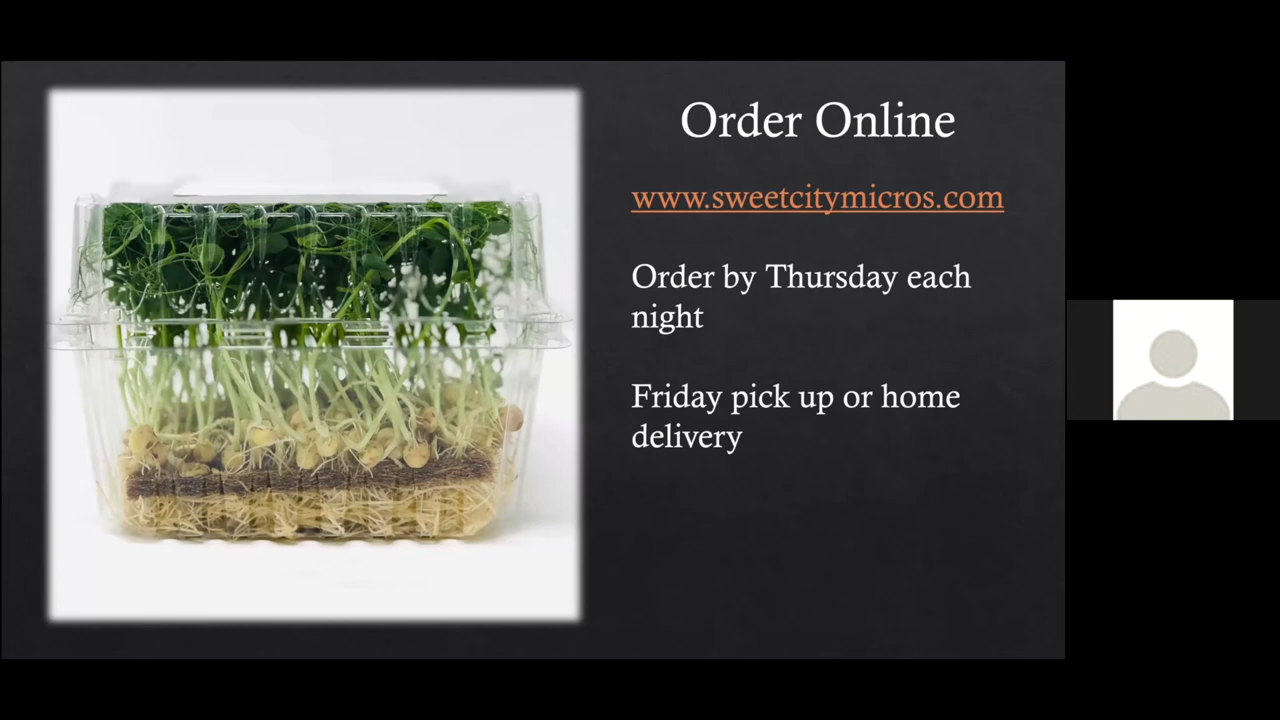 Order Online
www.sweetcitymicros.com
Order by Thursday each
night
Friday pick up or home
delivery